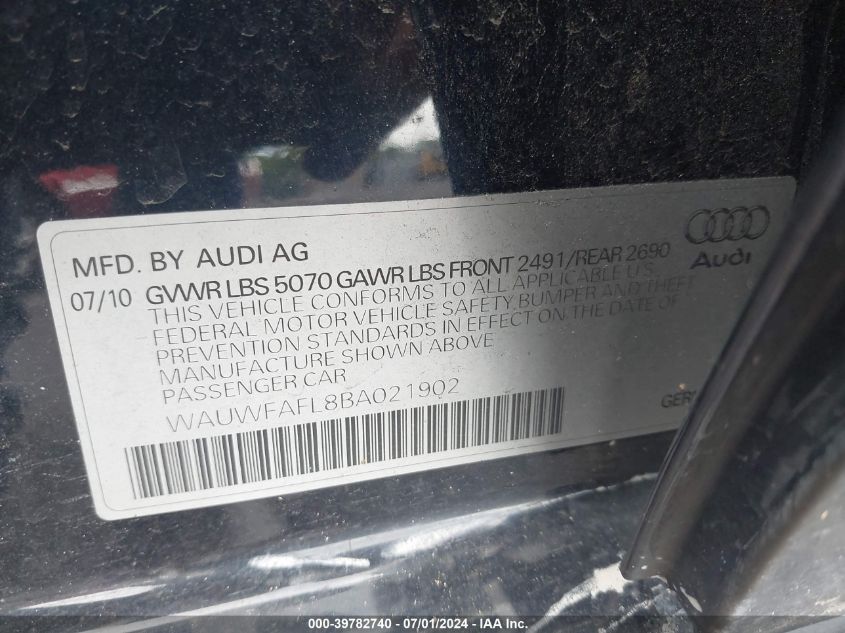 MFD. BY AUDI AG
07/10 GVWR LBS 5070 GAWR LBS FRONT 2491/REAR 2690
THIS VEHICLE CONFORMS TO ALL APPLICABLE U.S.
FEDERAL MOTOR VEHICLE SAFETY, BUMPER AND THEFT
PREVENTION STANDARDS IN EFFECT ON THE DATE OF
MANUFACTURE SHOWN ABOVE
PASSENGER CAR
WAUWFAFL8BA021902
Audi
000-39782740 - 07/01/2024 - IAA Inc.